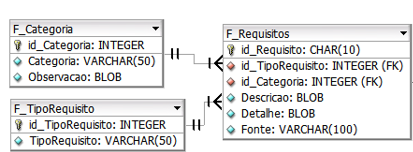 F_Categoria
id_Categoria: INTEGER
Categoria: VARCHAR(50)
Observacao: BLOB
F_TipoRequisito
id_TipoRequisito: INTEGER
TipoRequisito: VARCHAR(50)
F_Requisitos
id_Requisito: CHAR(10)
id_TipoRequisito: INTEGER (FK)
id_Categoria: INTEGER (FK)
Descricao: BLOB
Detalhe: BLOB
Fonte: VARCHAR(100)